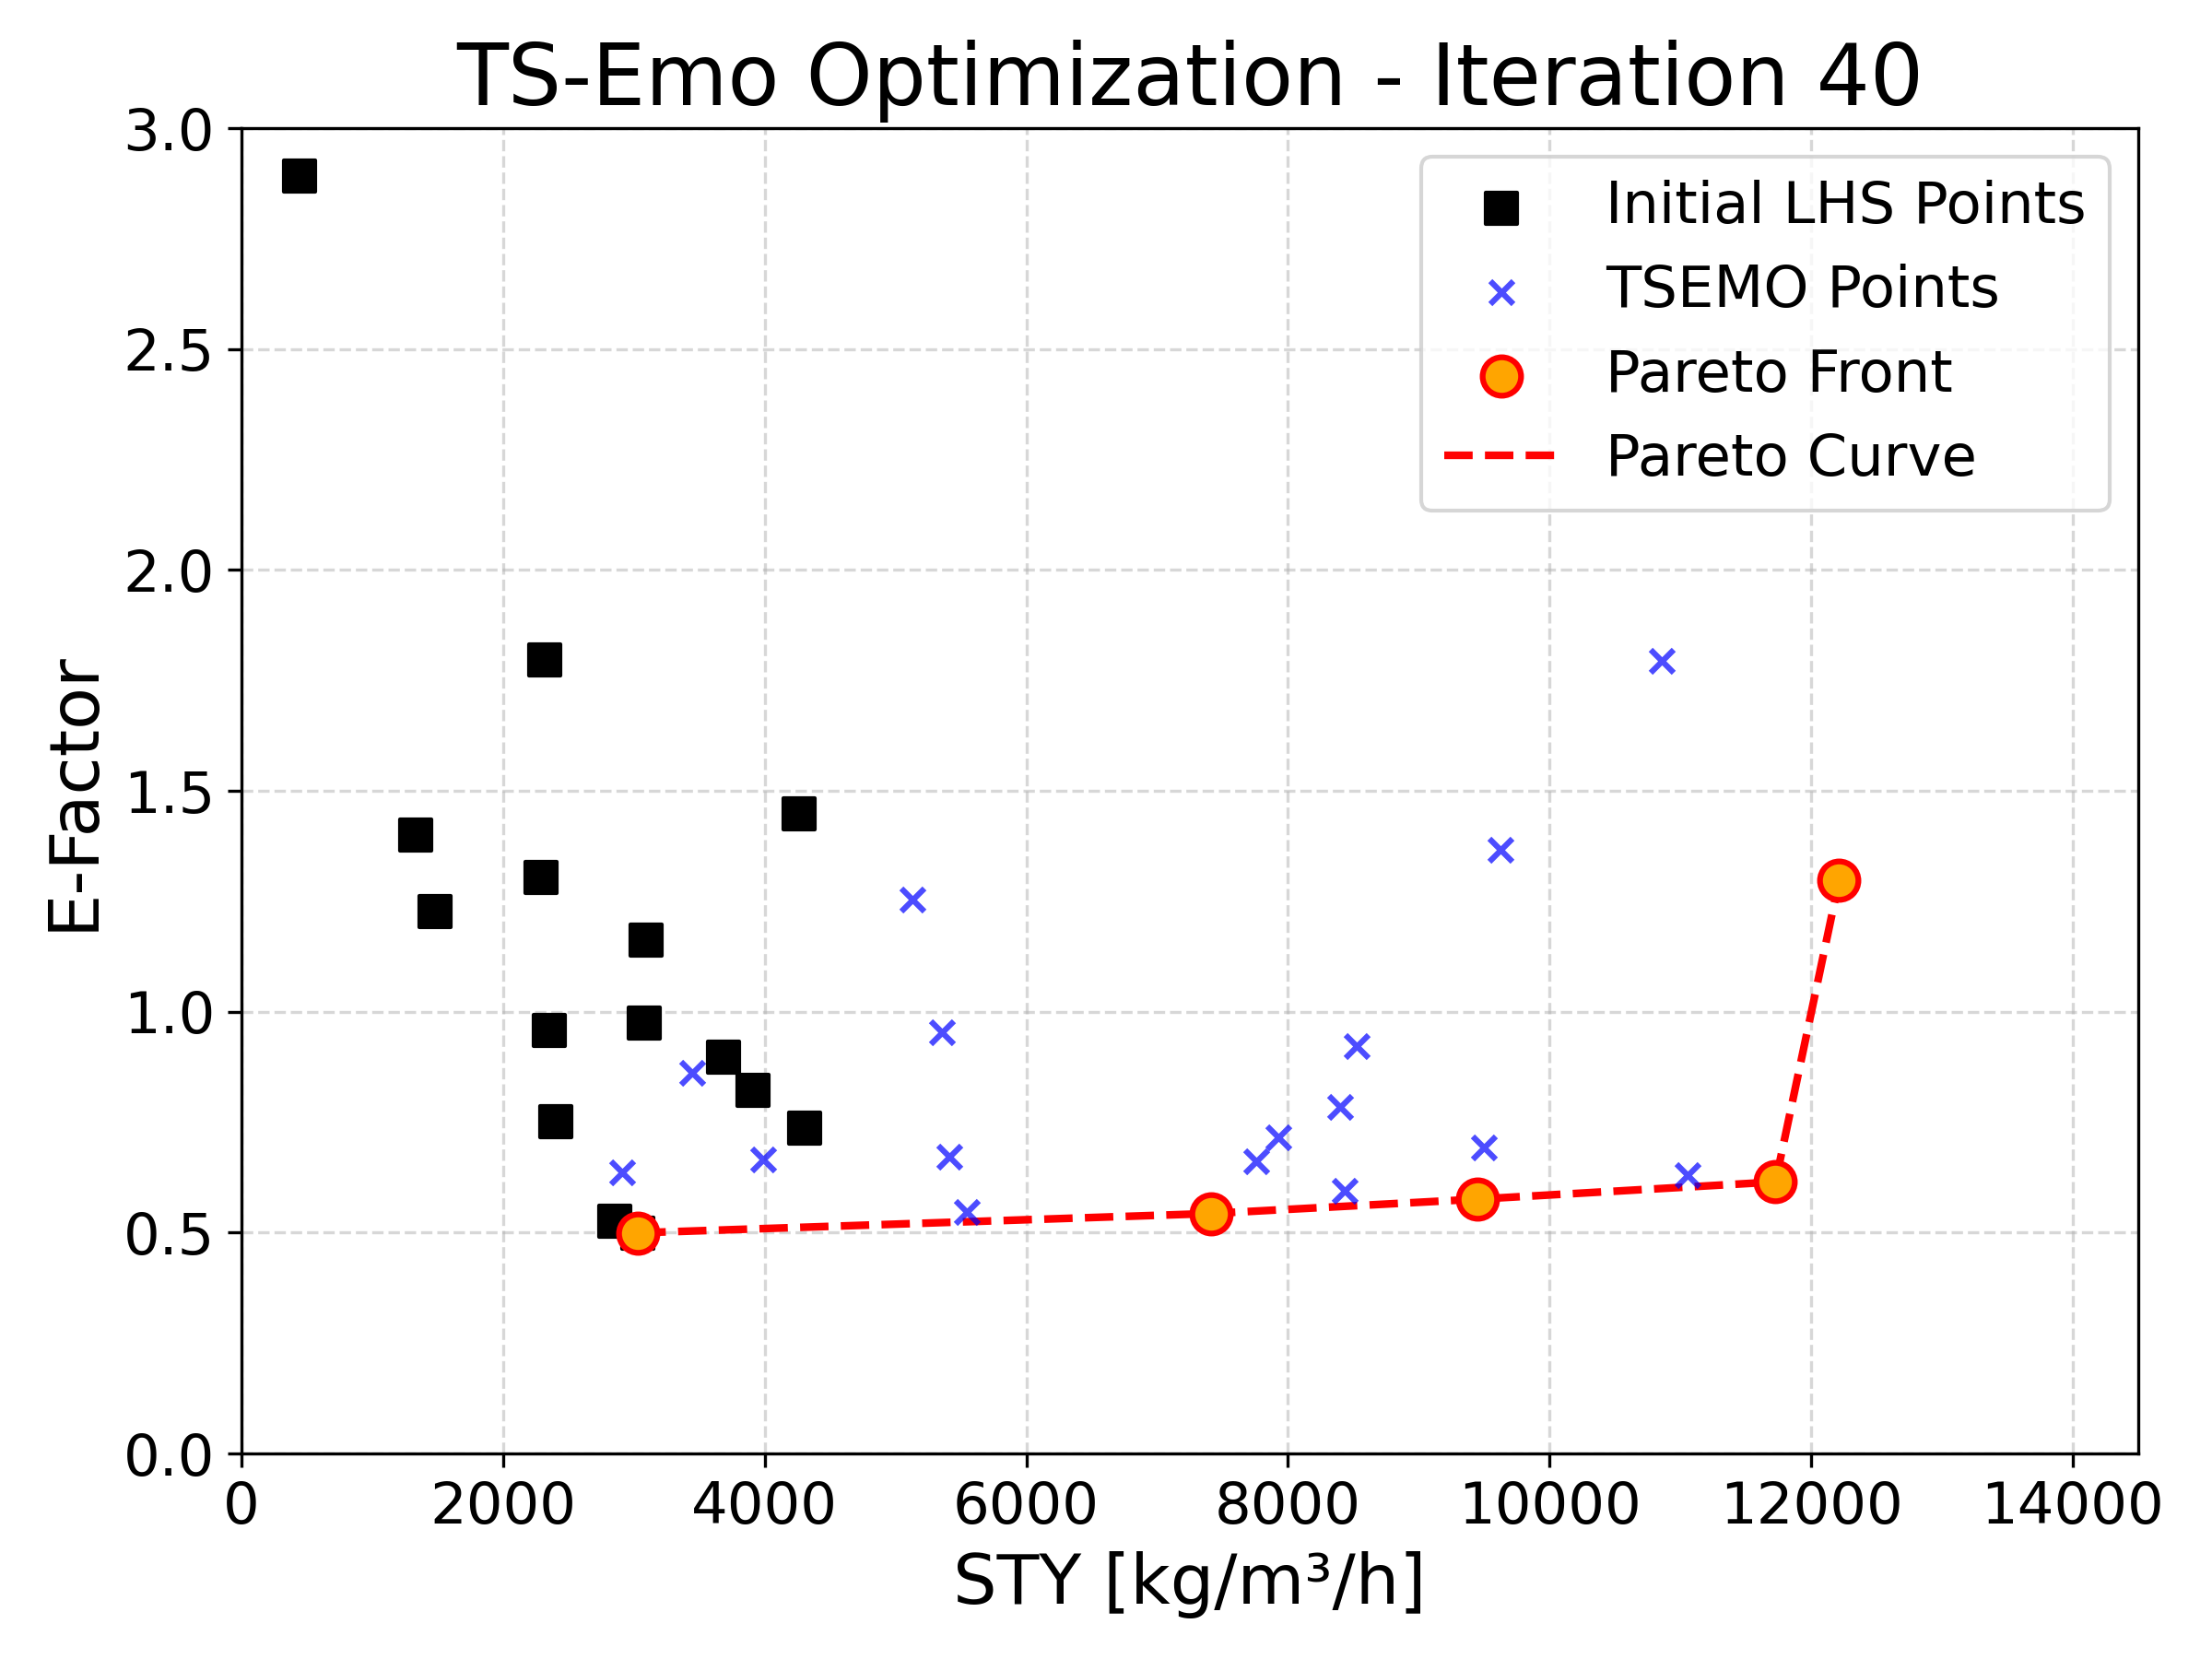 TS-Emo Optimization - Iteration 40
3.0
2.5
2.0
1.5
1.0
0.5
0.0
E-Factor
Initial LHS Points
TSEMO Points
Pareto Front
Pareto Curve
0 2000 4000 6000 8000 10000 12000 14000
STY [kg/m³/h]